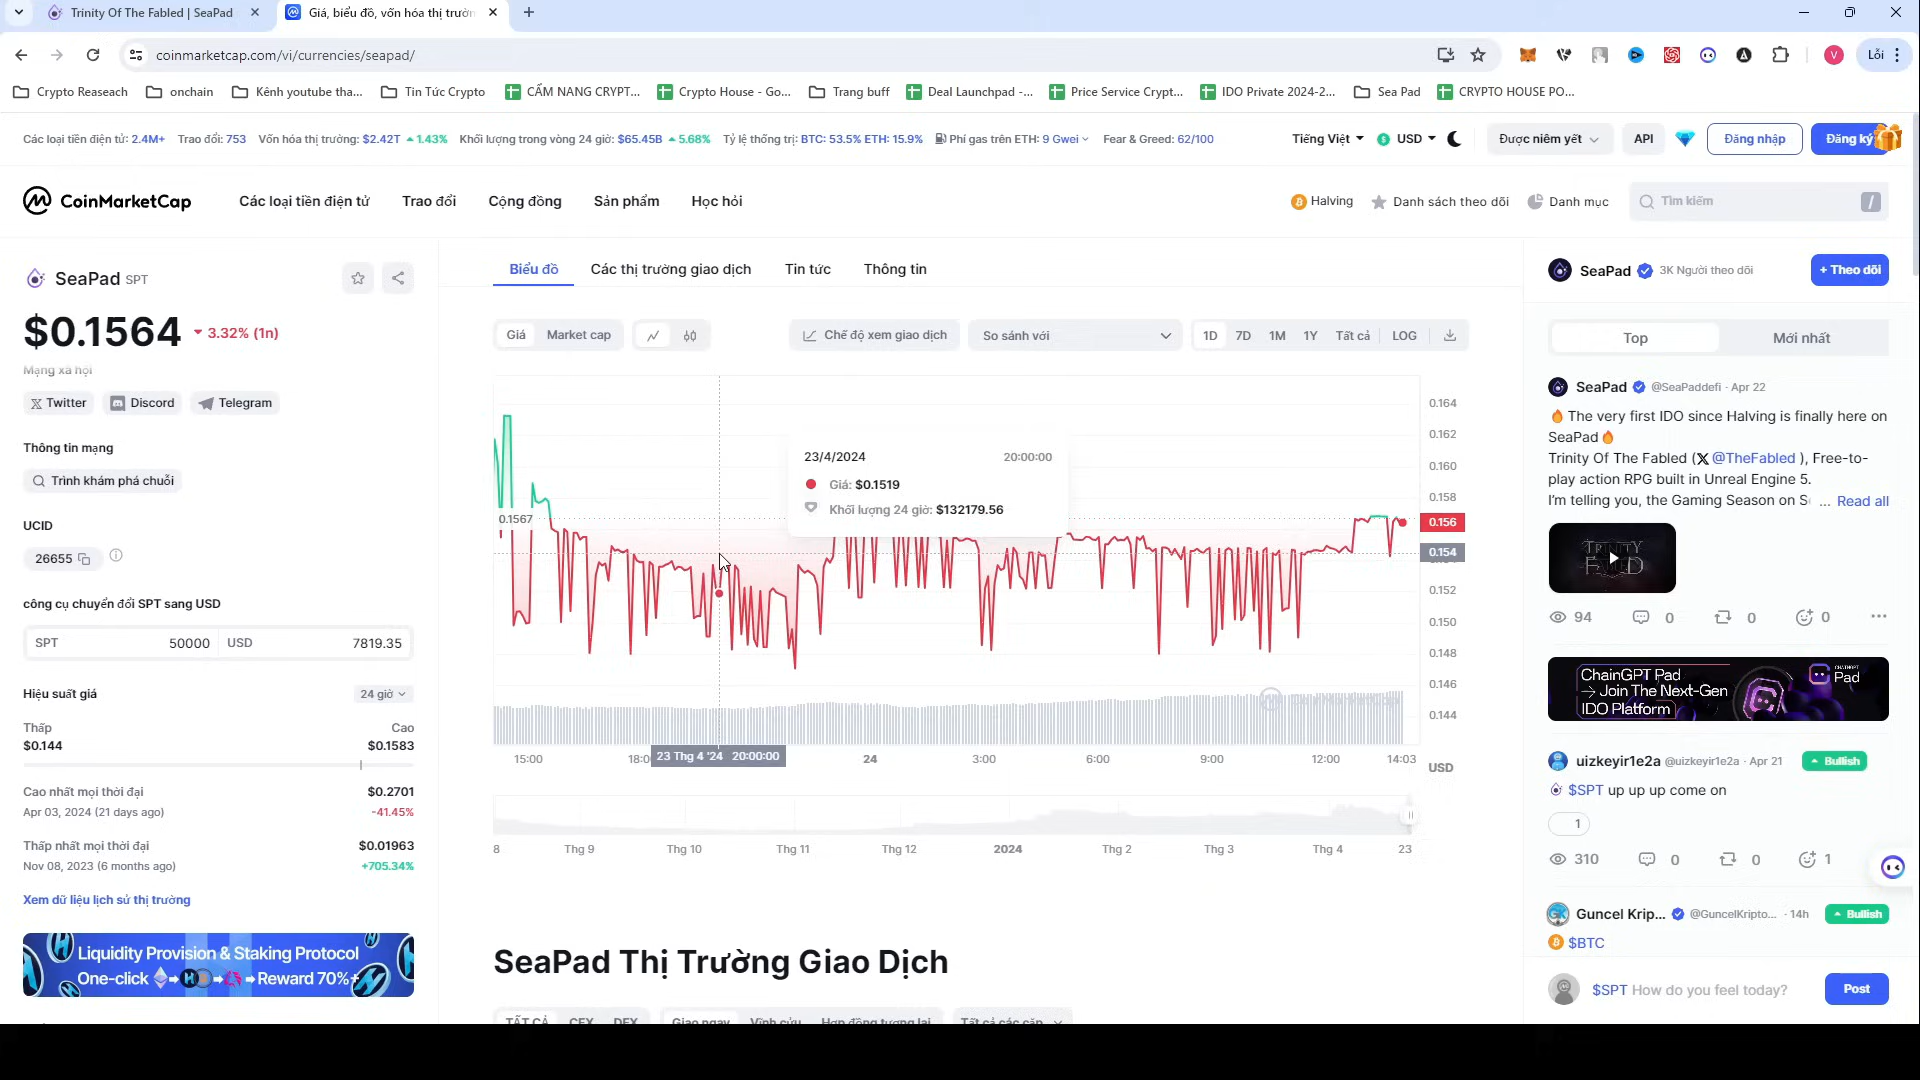 Trinity Of The Fabled | SeaPad
Giá, biểu đồ, vốn hóa thị trườn
coinmarketcap.com/vi/currencies/seapad/
V
Lỗi
Crypto Reaseach
onchain
Kênh youtube tha...
Tin Tức Crypto
CẨM NANG CRYPT...
Crypto House - Go...
Trang buff
Deal Launchpad -...
Price Service Crypt...
IDO Private 2024-2...
Sea Pad
CRYPTO HOUSE PO...
Các loại tiền điện tử: 2.4M+
Trao đổi: 753
Vốn hóa thị trường: $2.42T 1.43%
Khối lượng trong vòng 24 giờ: $65.45B 5.68%
Tỷ lệ thống trị: BTC: 53.5% ETH: 15.9%
Phí gas trên ETH: 9 Gwei
Fear & Greed: 62/100
Tiếng Việt
USD
Được niêm yết
API
Đăng nhập
Đăng ký
CoinMarketCap
Các loại tiền điện tử
Trao đổi
Cộng đồng
Sản phẩm
Học hỏi
Halving
Danh sách theo dõi
Danh mục
Tìm kiếm
/
SeaPad SPT
$0.1564 3.32% (1n)
Mạng xã hội
Twitter
Discord
Telegram
Thông tin mạng
Trình khám phá chuỗi
UCID
26655
công cụ chuyển đổi SPT sang USD
SPT 50000 USD 7819.35
Hiệu suất giá
24 giờ
Thấp Cao
$0.144 $0.1583
Cao nhất mọi thời đại $0.2701
Apr 03, 2024 (21 days ago) -41.45%
Thấp nhất mọi thời đại $0.01963
Nov 08, 2023 (6 months ago) +705.34%
Xem dữ liệu lịch sử thị trường
Liquidity Provision & Staking Protocol
One-click Reward 70%+
Biểu đồ
Các thị trường giao dịch
Tin tức
Thông tin
Giá
Market cap
Chế độ xem giao dịch
So sánh với
1D 7D 1M 1Y Tất cả LOG
0.164
0.162
0.160
0.158
0.156
0.154
0.152
0.150
0.148
0.146
0.144
0.1567
23/4/2024 20:00:00
Giá: $0.1519
Khối lượng 24 giờ: $132179.56
15:00 18:0 23 Thg 4 '24 20:00:00 24 3:00 6:00 9:00 12:00 14:03
USD
8 Thg 9 Thg 10 Thg 11 Thg 12 2024 Thg 2 Thg 3 Thg 4 23
SeaPad Thị Trường Giao Dịch
TẤT CẢ CEX DEX
Giao ngay Vĩnh cửu Hợp đồng tương lai
Tất cả các cặp
SeaPad 3K Người theo dõi
+ Theo dõi
Top
Mới nhất
SeaPad @SeaPaddefi · Apr 22
🔥 The very first IDO since Halving is finally here on
SeaPad🔥
Trinity Of The Fabled (X @TheFabled ), Free-to-
play action RPG built in Unreal Engine 5.
I'm telling you, the Gaming Season on S ... Read all
94 0 0 0
ChainGPT Pad
→ Join The Next-Gen
IDO Platform
CHAINGPT
Pad
uizkeyir1e2a @uizkeyir1e2a · Apr 21
Bullish
$SPT up up up come on
1
310 0 0 1
Guncel Krip... @GuncelKripto... · 14h
Bullish
$BTC
$SPT How do you feel today?
Post